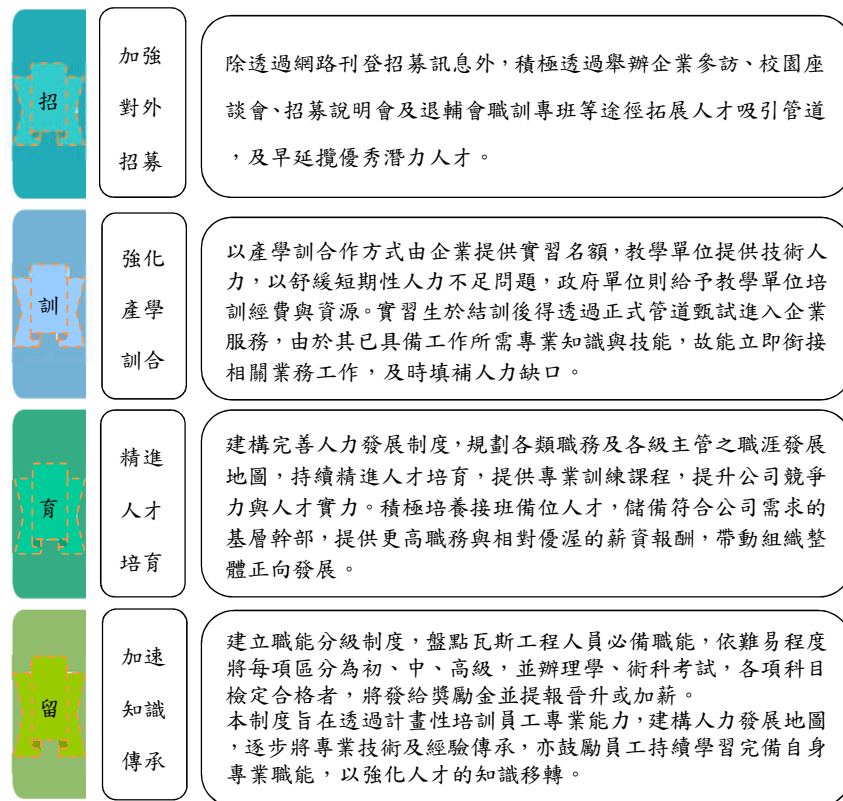 招
加強
對外
招募
除透過網路刊登招募訊息外，積極透過舉辦企業參訪、校園座
談會、招募說明會及退輔會職訓專班等途徑拓展人才吸引管道
，及早延攬優秀潛力人才。
訓
強化
產學
訓合
以產學訓合作方式由企業提供實習名額，教學單位提供技術人
力，以舒緩短期性人力不足問題，政府單位則給予教學單位培
訓經費與資源。實習生於結訓後得透過正式管道甄試進入企業
服務，由於其已具備工作所需專業知識與技能，故能立即銜接
相關業務工作，及時填補人力缺口。
育
精進
人才
培育
建構完善人力發展制度，規劃各類職務及各級主管之職涯發展
地圖，持續精進人才培育，提供專業訓練課程，提升公司競爭
力與人才實力。積極培養接班備位人才，儲備符合公司需求的
基層幹部，提供更高職務與相對優渥的薪資報酬，帶動組織整
體正向發展。
留
加速
知識
傳承
建立職能分級制度，盤點瓦斯工程人員必備職能，依難易程度
將每項區分為初、中、高級，並辦理學、術科考試，各項科目
檢定合格者，將發給獎勵金並提報晉升或加薪。
本制度旨在透過計畫性培訓員工專業能力，建構人力發展地圖
，逐步將專業技術及經驗傳承，亦鼓勵員工持續學習完備自身
專業職能，以強化人才的知識移轉。